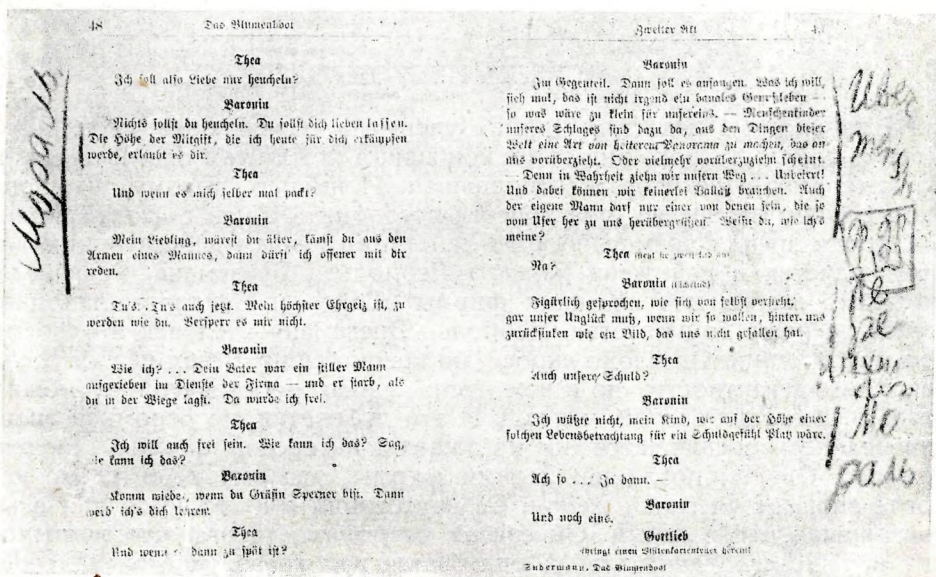 48 Das Blumenboot
Thea
Ich soll also Liebe nur heucheln?
Baronin
Nichts sollst du heucheln. Du sollst dich lieben lassen.
Die Höhe der Mitgift, die ich heute für dich erkämpfen
werde, erlaubt es dir.
Thea
Und wenn es mich selber mal packt?
Baronin
Mein Liebling, wärest du älter, kämst du aus den
Armen eines Mannes, dann dürft' ich offener mit dir
reden.
Thea
Tu's. Tu's auch jetzt. Mein höchster Ehrgeiz ist, zu
werden wie du. Versperr es mir nicht.
Baronin
Wie ich? ... Dein Vater war ein stiller Mann
aufgerieben im Dienste der Firma — und er starb, als
du in der Wiege lagst. Da wurde ich frei.
Thea
Ich will auch frei sein. Wie kann ich das? Sag,
wie kann ich das?
Baronin
Komm wieder, wenn du Gräfin Sperner bist. Dann
werd' ich's dich lehren.
Thea
Und wenn es dann zu spät ist?
Мораль
Zweiter Akt
Baronin
Im Gegenteil. Dann soll es anfangen. Was ich will,
sieh mal, das ist nicht irgend ein banales Genußleben —
so was wäre zu klein für unsereins. — Menschenkinder
unseres Schlages sind dazu da, aus den Dingen dieser
Welt eine Art von heiterem Panorama zu machen, das an
uns vorüberzieht. Oder vielmehr vorüberzuziehn scheint.
— Denn in Wahrheit ziehn wir unsern Weg ... Unbeirrt!
Und dabei können wir keinerlei Ballast brauchen. Auch
der eigene Mann darf nur einer von denen sein, die so
vom Ufer her zu uns herübergrüßen. Weißt du, wie ich's
meine?
Thea
Na?
Baronin
Figürlich gesprochen, wie sich von selbst versteht.
gar unser Unglück muß, wenn wir so wollen, hinter uns
zurücksinken wie ein Bild, das uns nicht gefallen hat.
Thea
Auch unsere Schuld?
Baronin
Ich wüßte nicht, mein Kind, wie auf der Höhe einer
solchen Lebensbetrachtung für ein Schuldgefühl Platz wäre.
Thea
Ach so ... Ja dann. —
Baronin
Und noch eins.
Gottlieb
(bringt einen Visitenkartenteller herein)
Sudermann, Das Blumenboot
Über
мо
раль